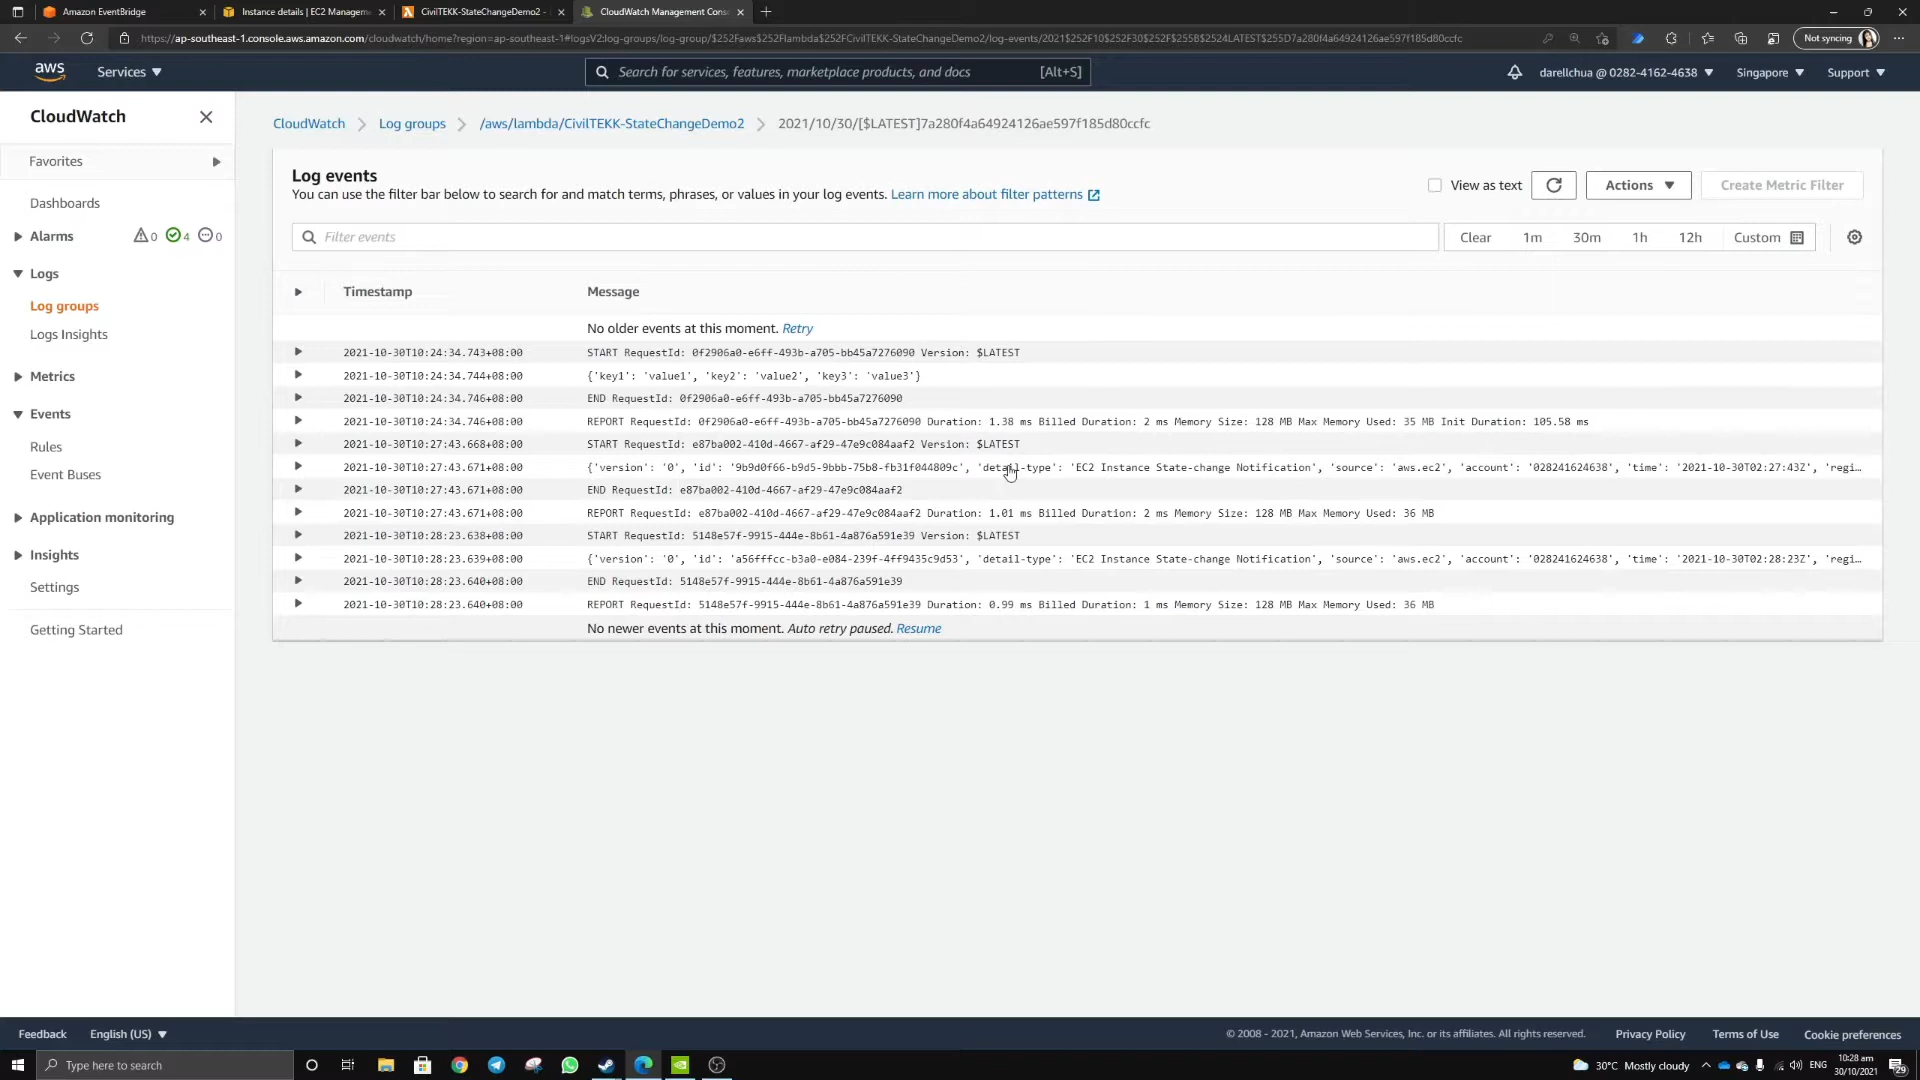 Amazon EventBridge
Instance details | EC2 Managem
CivilTEKK-StateChangeDemo2 -
CloudWatch Management Cons
https://ap-southeast-1.console.aws.amazon.com/cloudwatch/home?region=ap-southeast-1#logsV2:log-groups/log-group/$252Faws$252Flambda$252FCivilTEKK-StateChangeDemo2/log-events/2021$252F10$252F30$252F$255B$2524LATEST$255D7a280f4a64924126ae597f185d80ccfc
Not syncing
aws
Services
Search for services, features, marketplace products, and docs
[Alt+S]
darellchua @ 0282-4162-4638
Singapore
Support
CloudWatch
Favorites
Dashboards
Alarms
0
4
0
Logs
Log groups
Logs Insights
Metrics
Events
Rules
Event Buses
Application monitoring
Insights
Settings
Getting Started
CloudWatch
Log groups
/aws/lambda/CivilTEKK-StateChangeDemo2
2021/10/30/[$LATEST]7a280f4a64924126ae597f185d80ccfc
Log events
You can use the filter bar below to search for and match terms, phrases, or values in your log events. Learn more about filter patterns
View as text
Actions
Create Metric Filter
Filter events
Clear 1m 30m 1h 12h Custom
Timestamp Message
No older events at this moment. Retry
2021-10-30T10:24:34.743+08:00 START RequestId: 0f2906a0-e6ff-493b-a705-bb45a7276090 Version: $LATEST
2021-10-30T10:24:34.744+08:00 {'key1': 'value1', 'key2': 'value2', 'key3': 'value3'}
2021-10-30T10:24:34.746+08:00 END RequestId: 0f2906a0-e6ff-493b-a705-bb45a7276090
2021-10-30T10:24:34.746+08:00 REPORT RequestId: 0f2906a0-e6ff-493b-a705-bb45a7276090 Duration: 1.38 ms Billed Duration: 2 ms Memory Size: 128 MB Max Memory Used: 35 MB Init Duration: 105.58 ms
2021-10-30T10:27:43.668+08:00 START RequestId: e87ba002-410d-4667-af29-47e9c084aaf2 Version: $LATEST
2021-10-30T10:27:43.671+08:00 {'version': '0', 'id': '9b9d0f66-b9d5-9bbb-75b8-fb31f044809c', 'detail-type': 'EC2 Instance State-change Notification', 'source': 'aws.ec2', 'account': '028241624638', 'time': '2021-10-30T02:27:43Z', 'regi…
2021-10-30T10:27:43.671+08:00 END RequestId: e87ba002-410d-4667-af29-47e9c084aaf2
2021-10-30T10:27:43.671+08:00 REPORT RequestId: e87ba002-410d-4667-af29-47e9c084aaf2 Duration: 1.01 ms Billed Duration: 2 ms Memory Size: 128 MB Max Memory Used: 36 MB
2021-10-30T10:28:23.638+08:00 START RequestId: 5148e57f-9915-444e-8b61-4a876a591e39 Version: $LATEST
2021-10-30T10:28:23.639+08:00 {'version': '0', 'id': 'a56fffcc-b3a0-e084-239f-4ff9435c9d53', 'detail-type': 'EC2 Instance State-change Notification', 'source': 'aws.ec2', 'account': '028241624638', 'time': '2021-10-30T02:28:23Z', 'regi…
2021-10-30T10:28:23.640+08:00 END RequestId: 5148e57f-9915-444e-8b61-4a876a591e39
2021-10-30T10:28:23.640+08:00 REPORT RequestId: 5148e57f-9915-444e-8b61-4a876a591e39 Duration: 0.99 ms Billed Duration: 1 ms Memory Size: 128 MB Max Memory Used: 36 MB
No newer events at this moment. Auto retry paused. Resume
Feedback
English (US)
© 2008 - 2021, Amazon Web Services, Inc. or its affiliates. All rights reserved.
Privacy Policy
Terms of Use
Cookie preferences
Type here to search
30°C Mostly cloudy
ENG
10:28 am
30/10/2021
29